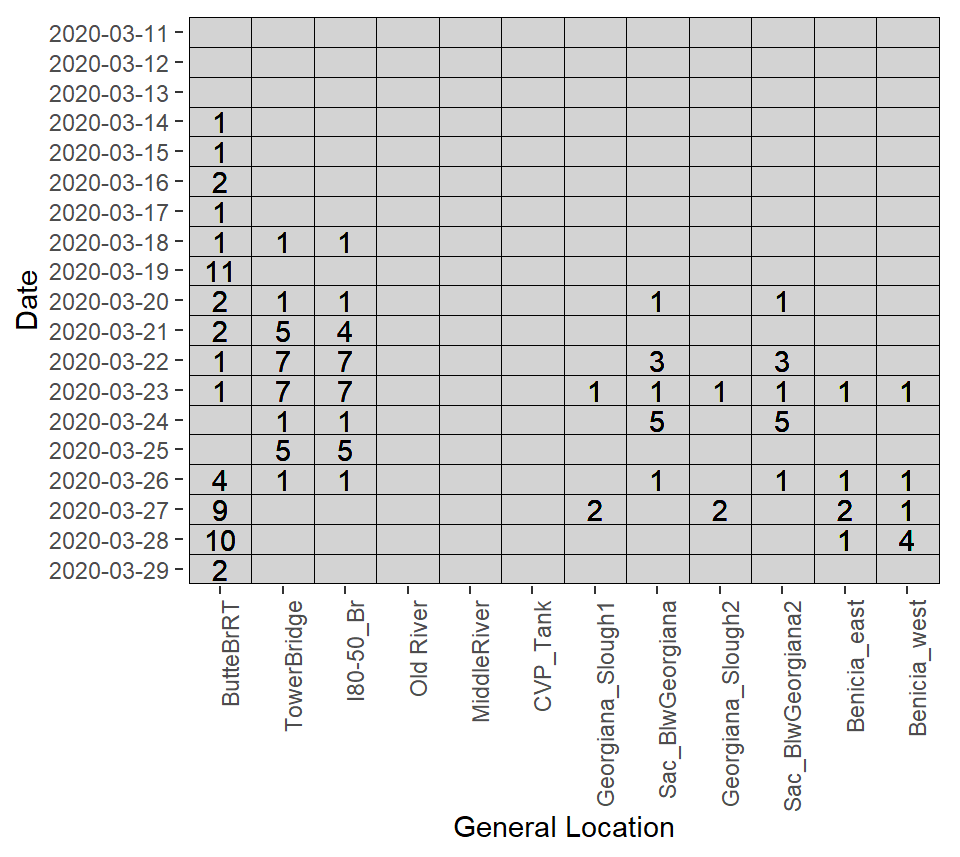 2020-03-11
2020-03-12
2020-03-13
2020-03-14 1
2020-03-15 1
2020-03-16 2
2020-03-17 1
2020-03-18 1 1 1
2020-03-19 11
2020-03-20 2 1 1 1 1
2020-03-21 2 5 4
2020-03-22 1 7 7 3 3
2020-03-23 1 7 7 1 1 1 1 1 1
2020-03-24 1 1 5 5
2020-03-25 5 5
2020-03-26 4 1 1 1 1 1 1
2020-03-27 9 2 2 2 1
2020-03-28 10 1 4
2020-03-29 2
Date
ButteBrRT
TowerBridge
I80-50_Br
Old River
MiddleRiver
CVP_Tank
Georgiana_Slough1
Sac_BlwGeorgiana
Georgiana_Slough2
Sac_BlwGeorgiana2
Benicia_east
Benicia_west
General Location